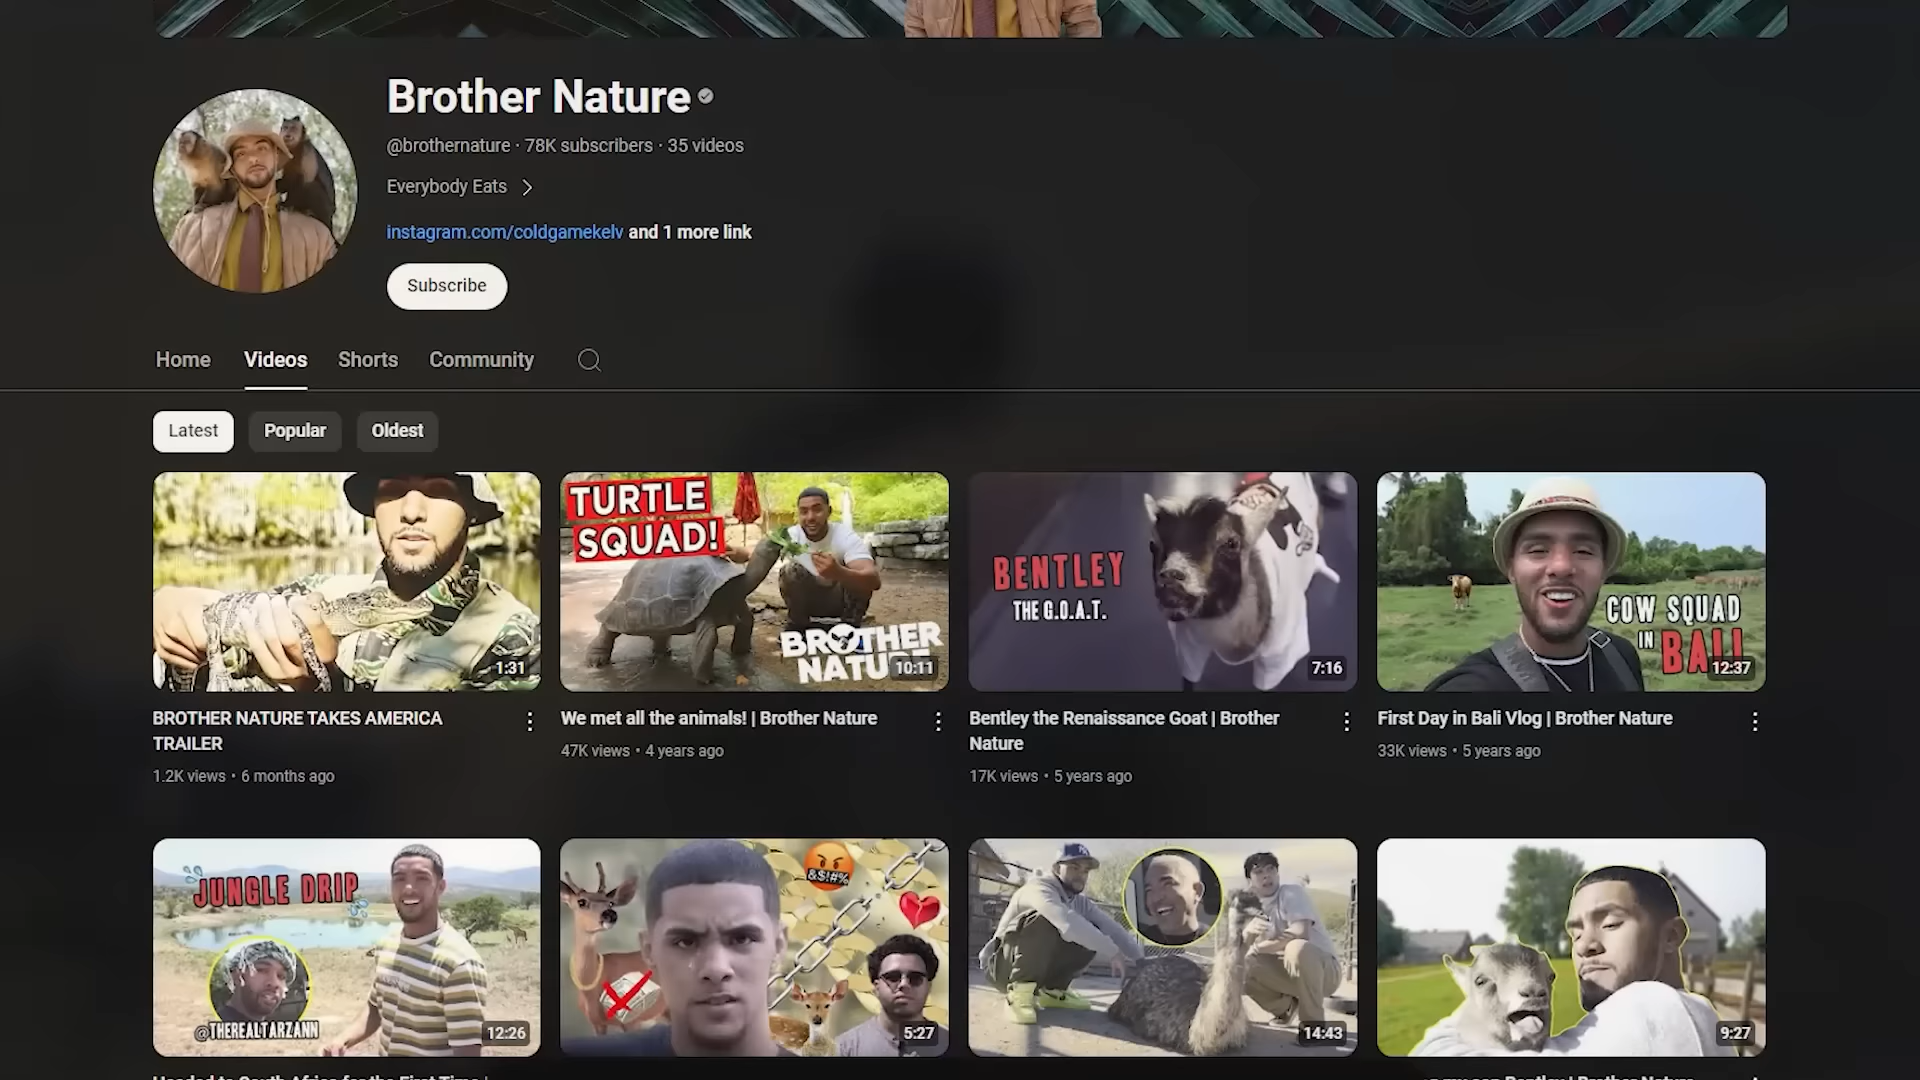 Brother Nature
@brothernature · 78K subscribers · 35 videos
Everybody Eats
instagram.com/coldgamekelv and 1 more link
Subscribe
Home Videos Shorts Community
Latest Popular Oldest
1:31
TURTLE
SQUAD!
BROTHER
10:11
BENTLEY
THE G.O.A.T.
7:16
COW SQUAD
IN BALI
12:37
BROTHER NATURE TAKES AMERICA
TRAILER
1.2K views • 6 months ago
We met all the animals! | Brother Nature
47K views • 4 years ago
Bentley the Renaissance Goat | Brother
Nature
17K views • 5 years ago
First Day in Bali Vlog | Brother Nature
33K views • 5 years ago
JUNGLE DRIP
@THEREALTARZANN
12:26
&$!#%
5:27
14:43
9:27